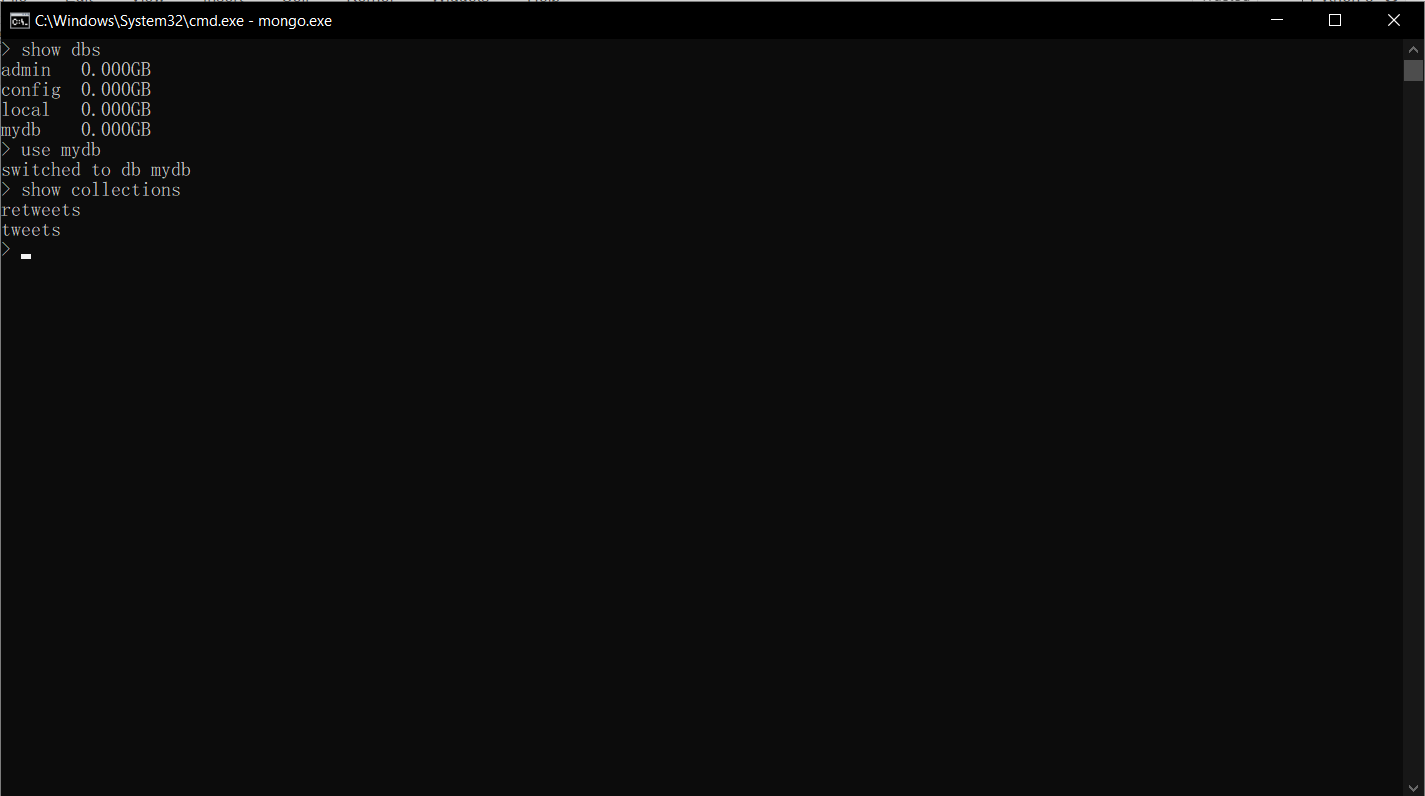 C:\Windows\System32\cmd.exe - mongo.exe
> show dbs
admin   0.000GB
config  0.000GB
local   0.000GB
mydb    0.000GB
> use mydb
switched to db mydb
> show collections
retweets
tweets
>